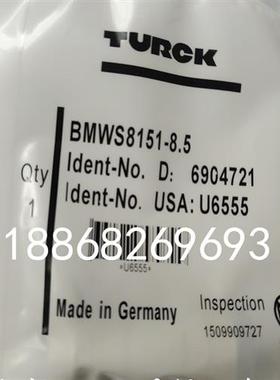 TURCK
BMWS8151-8.5
Ident-No. D: 6904721
Ident-No. USA: U6555
Qty
1
18868269693
*U6555*
Made in Germany
Inspection
1509909727